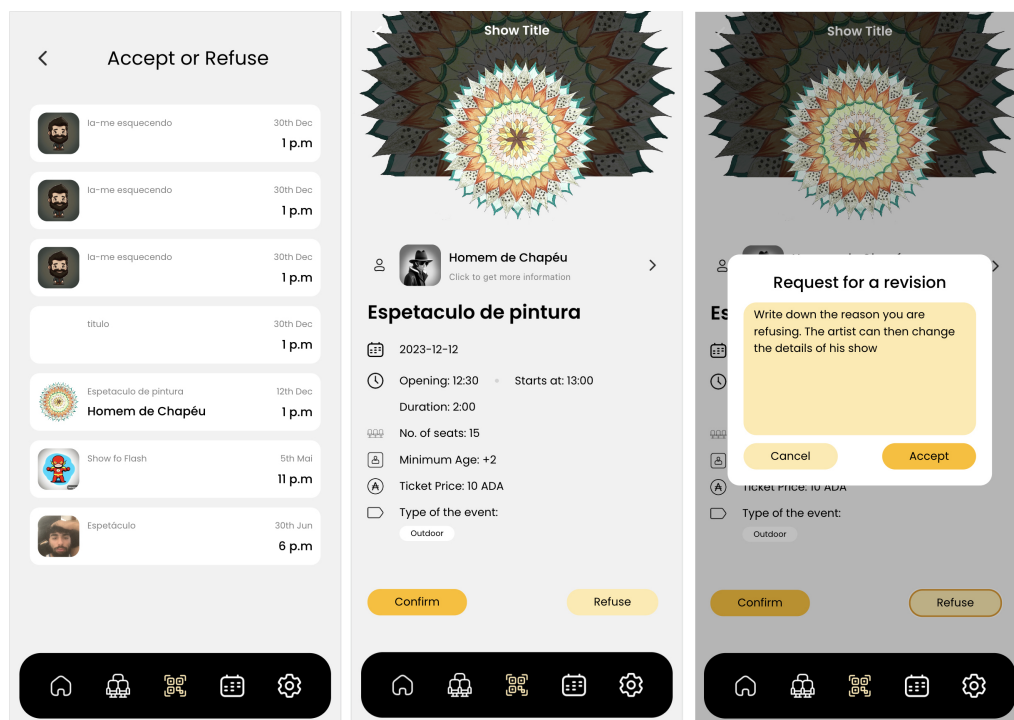 Accept or Refuse
Ia-me esquecendo
30th Dec
1 p.m
Ia-me esquecendo
30th Dec
1 p.m
Ia-me esquecendo
30th Dec
1 p.m
titulo
30th Dec
1 p.m
Espetaculo de pintura
12th Dec
Homem de Chapéu
1 p.m
Show fo Flash
5th Mai
11 p.m
Espetáculo
30th Jun
6 p.m
Show Title
Homem de Chapéu
Click to get more information
Espetaculo de pintura
2023-12-12
Opening: 12:30
Starts at: 13:00
Duration: 2:00
No. of seats: 15
Minimum Age: +2
Ticket Price: 10 ADA
Type of the event:
Outdoor
Confirm
Refuse
Show Title
Request for a revision
Write down the reason you are
refusing. The artist can then change
the details of his show
Es
Cancel
Accept
Ticket Price: 10 ADA
Type of the event:
Outdoor
Confirm
Refuse